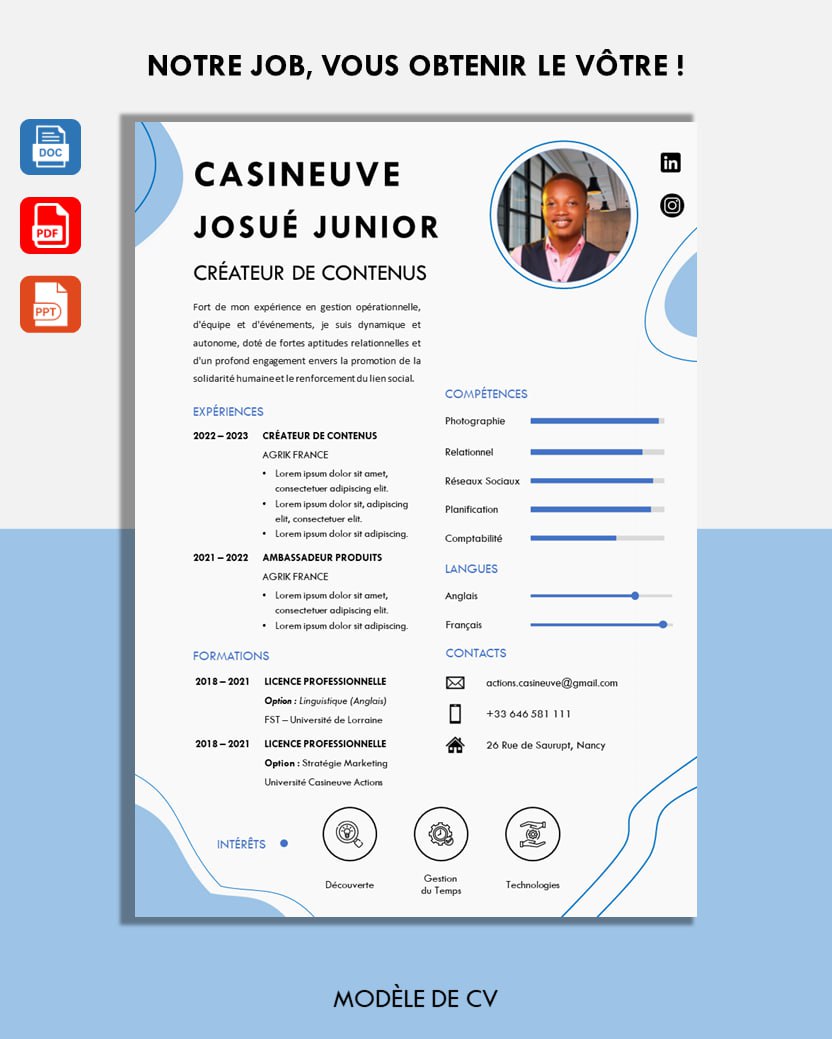 NOTRE JOB, VOUS OBTENIR LE VÔTRE !
DOC
PDF
PPT
CASINEUVE
JOSUÉ JUNIOR
CRÉATEUR DE CONTENUS
in
Fort de mon expérience en gestion opérationnelle,
d'équipe et d'événements, je suis dynamique et
autonome, doté de fortes aptitudes relationnelles et
d'un profond engagement envers la promotion de la
solidarité humaine et le renforcement du lien social.
EXPÉRIENCES
2022 – 2023 CRÉATEUR DE CONTENUS
AGRIK FRANCE
• Lorem ipsum dolor sit amet,
consectetuer adipiscing elit.
• Lorem ipsum dolor sit, adipiscing
elit, consectetuer elit.
• Lorem ipsum dolor sit adipiscing.
2021 – 2022 AMBASSADEUR PRODUITS
AGRIK FRANCE
• Lorem ipsum dolor sit amet,
consectetuer adipiscing elit.
• Lorem ipsum dolor sit adipiscing.
FORMATIONS
2018 – 2021 LICENCE PROFESSIONNELLE
Option : Linguistique (Anglais)
FST – Université de Lorraine
2018 – 2021 LICENCE PROFESSIONNELLE
Option : Stratégie Marketing
Université Casineuve Actions
COMPÉTENCES
Photographie
Relationnel
Réseaux Sociaux
Planification
Comptabilité
LANGUES
Anglais
Français
CONTACTS
actions.casineuve@gmail.com
+33 646 581 111
26 Rue de Saurupt, Nancy
INTÉRÊTS
Découverte
Gestion
du Temps
Technologies
MODÈLE DE CV